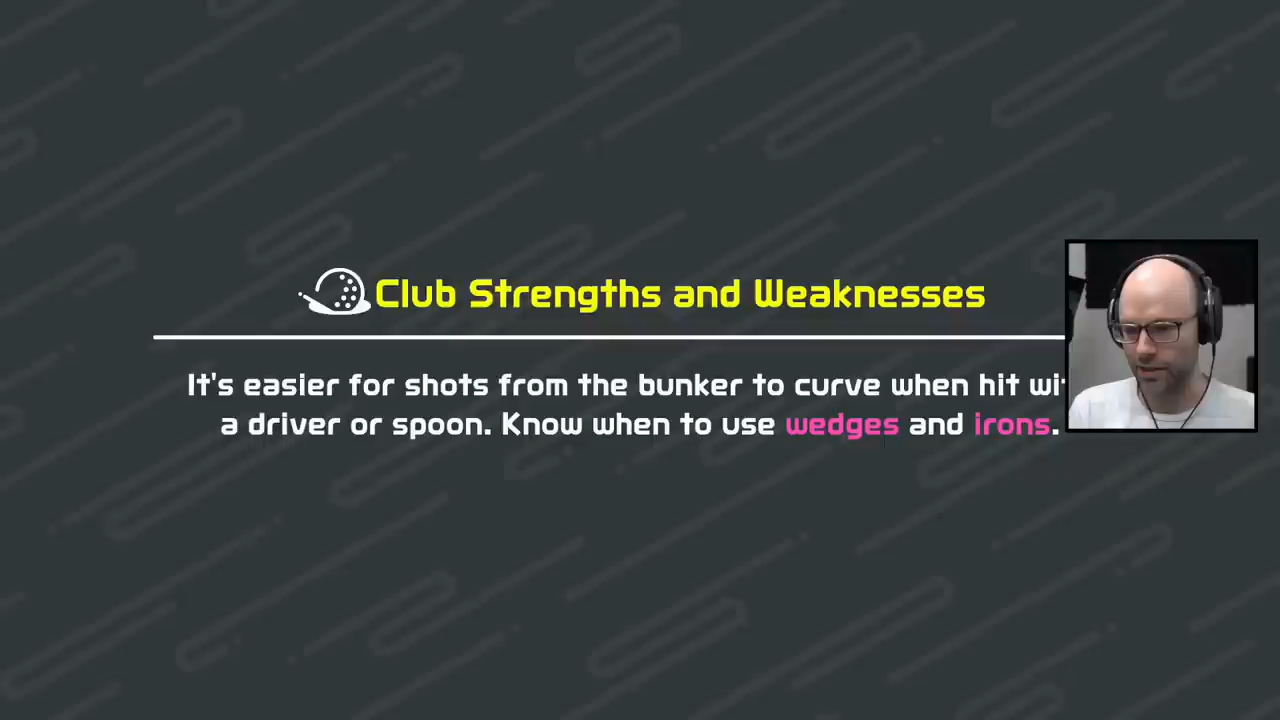 Club Strengths and Weaknesses
It's easier for shots from the bunker to curve when hit wi
a driver or spoon. Know when to use wedges and irons.